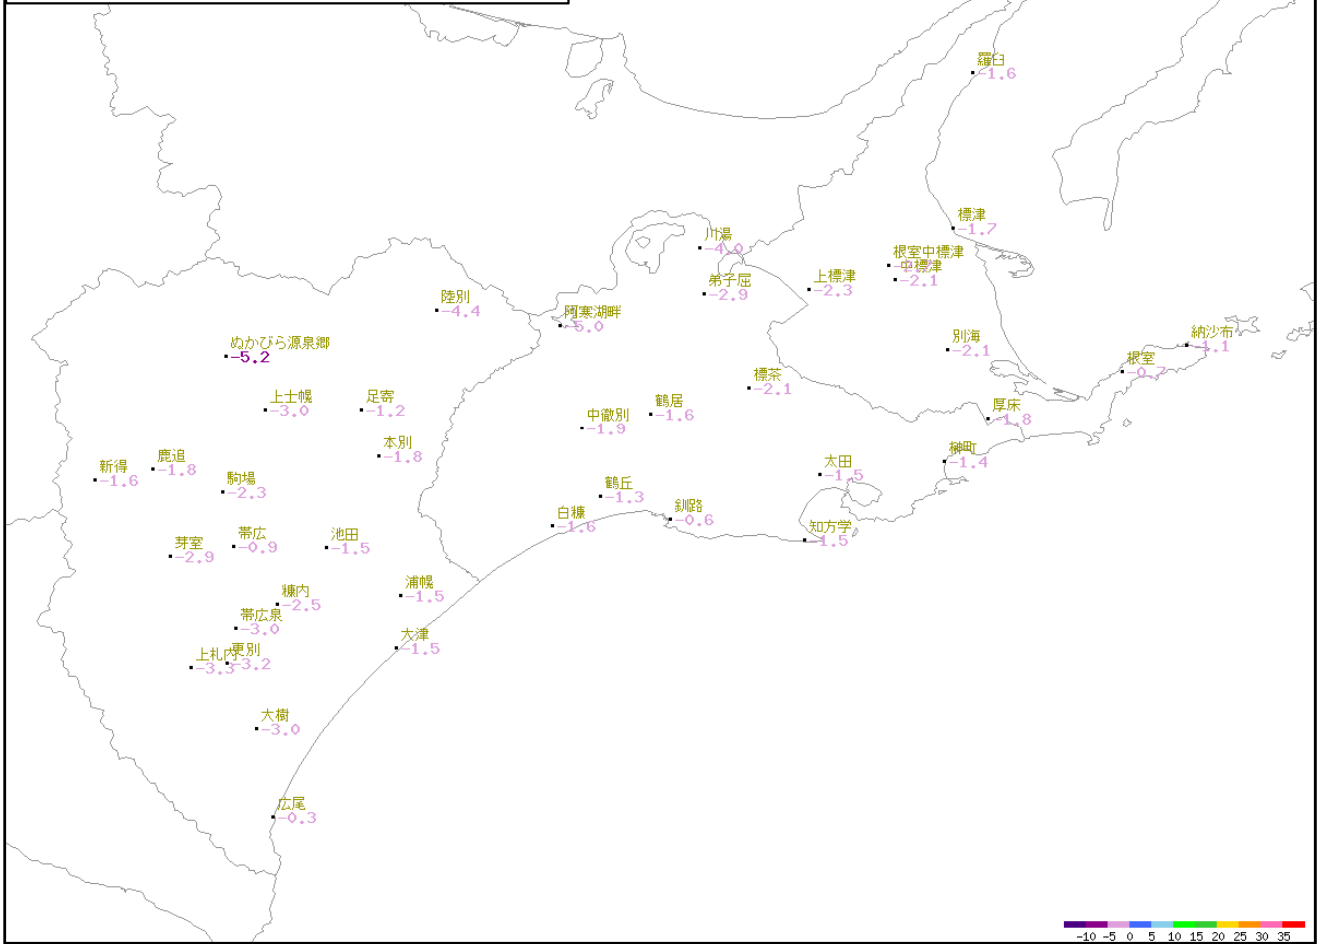 羅臼
-1.6
標津
-1.7
川湯
-4.0
根室中標津
中標津
-2.1
弟子屈
-2.9
上標津
-2.3
陸別
-4.4
阿寒湖畔
-5.0
ぬかびら源泉郷
-5.2
別海
-2.1
納沙布
-1.1
根室
-0.7
標茶
-2.1
上士幌
-3.0
足寄
-1.2
鶴居
-1.6
中徹別
-1.9
厚床
-1.8
本別
-1.8
榊町
-1.4
新得
-1.6
鹿追
-1.8
太田
-1.5
駒場
-2.3
鶴丘
-1.3
白糠
-1.6
釧路
-0.6
知方学
-1.5
芽室
-2.9
帯広
-0.9
池田
-1.5
浦幌
-1.5
糠内
-2.5
帯広泉
-3.0
大津
-1.5
上札内
-3.3
更別
-3.2
大樹
-3.0
広尾
-0.3
-10 -5 0 5 10 15 20 25 30 35